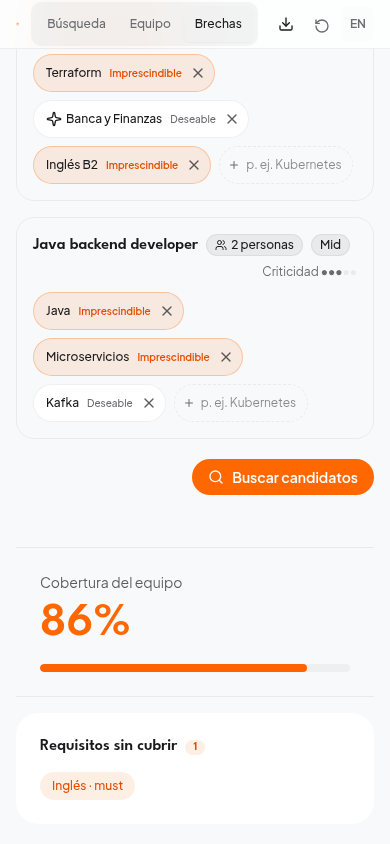 Búsqueda Equipo Brechas EN
Terraform Imprescindible
Banca y Finanzas Deseable
Inglés B2 Imprescindible + p. ej. Kubernetes
Java backend developer 2 personas Mid
Criticidad
Java Imprescindible
Microservicios Imprescindible
Kafka Deseable + p. ej. Kubernetes
Buscar candidatos
Cobertura del equipo
86%
Requisitos sin cubrir 1
Inglés · must